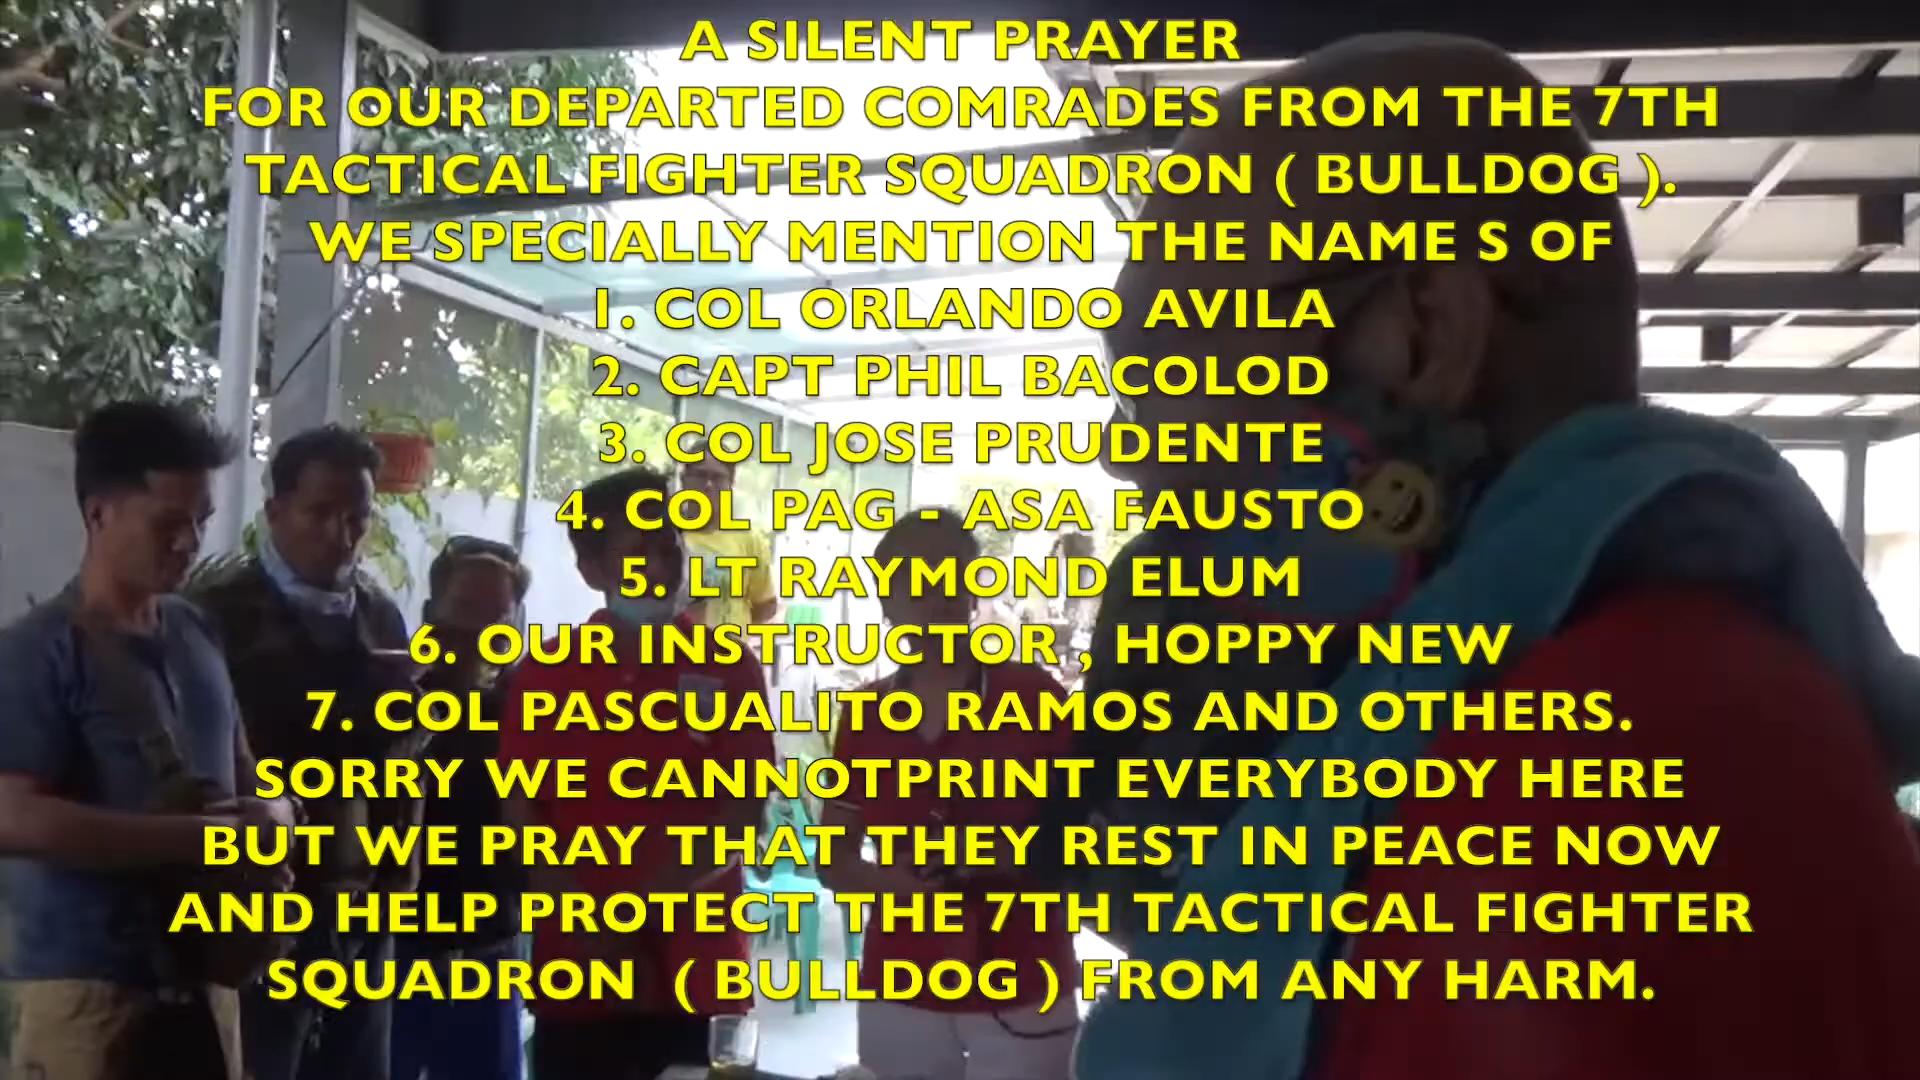 A SILENT PRAYER
FOR OUR DEPARTED COMRADES FROM THE 7TH
TACTICAL FIGHTER SQUADRON ( BULLDOG ).
WE SPECIALLY MENTION THE NAME S OF
1. COL ORLANDO AVILA
2. CAPT PHIL BACOLOD
3. COL JOSE PRUDENTE
4. COL PAG - ASA FAUSTO
5. LT RAYMOND ELUM
6. OUR INSTRUCTOR , HOPPY NEW
7. COL PASCUALITO RAMOS AND OTHERS.
SORRY WE CANNOTPRINT EVERYBODY HERE
BUT WE PRAY THAT THEY REST IN PEACE NOW
AND HELP PROTECT THE 7TH TACTICAL FIGHTER
SQUADRON  ( BULLDOG ) FROM ANY HARM.